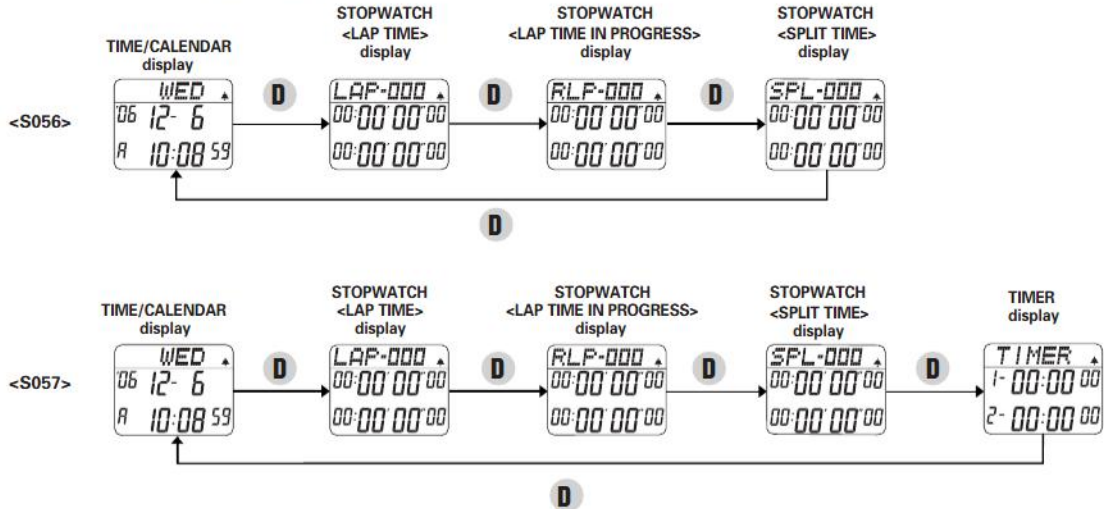 STOPWATCH
<LAP TIME>
display
STOPWATCH
<LAP TIME IN PROGRESS>
display
STOPWATCH
<SPLIT TIME>
display
TIME/CALENDAR
display
<S056>
WED
'06 12- 6
A 10:08 59
D
LAP-000
00:00'00"00
00:00'00"00
D
RLP-000
00:00'00"00
00:00'00"00
D
SPL-000
00:00'00"00
00:00'00"00
D
TIME/CALENDAR
display
STOPWATCH
<LAP TIME>
display
STOPWATCH
<LAP TIME IN PROGRESS>
display
STOPWATCH
<SPLIT TIME>
display
TIMER
display
<S057>
WED
'06 12- 6
A 10:08 59
D
LAP-000
00:00'00"00
00:00'00"00
D
RLP-000
00:00'00"00
00:00'00"00
D
SPL-000
00:00'00"00
00:00'00"00
D
TIMER
1- 00:00 00
2- 00:00 00
D